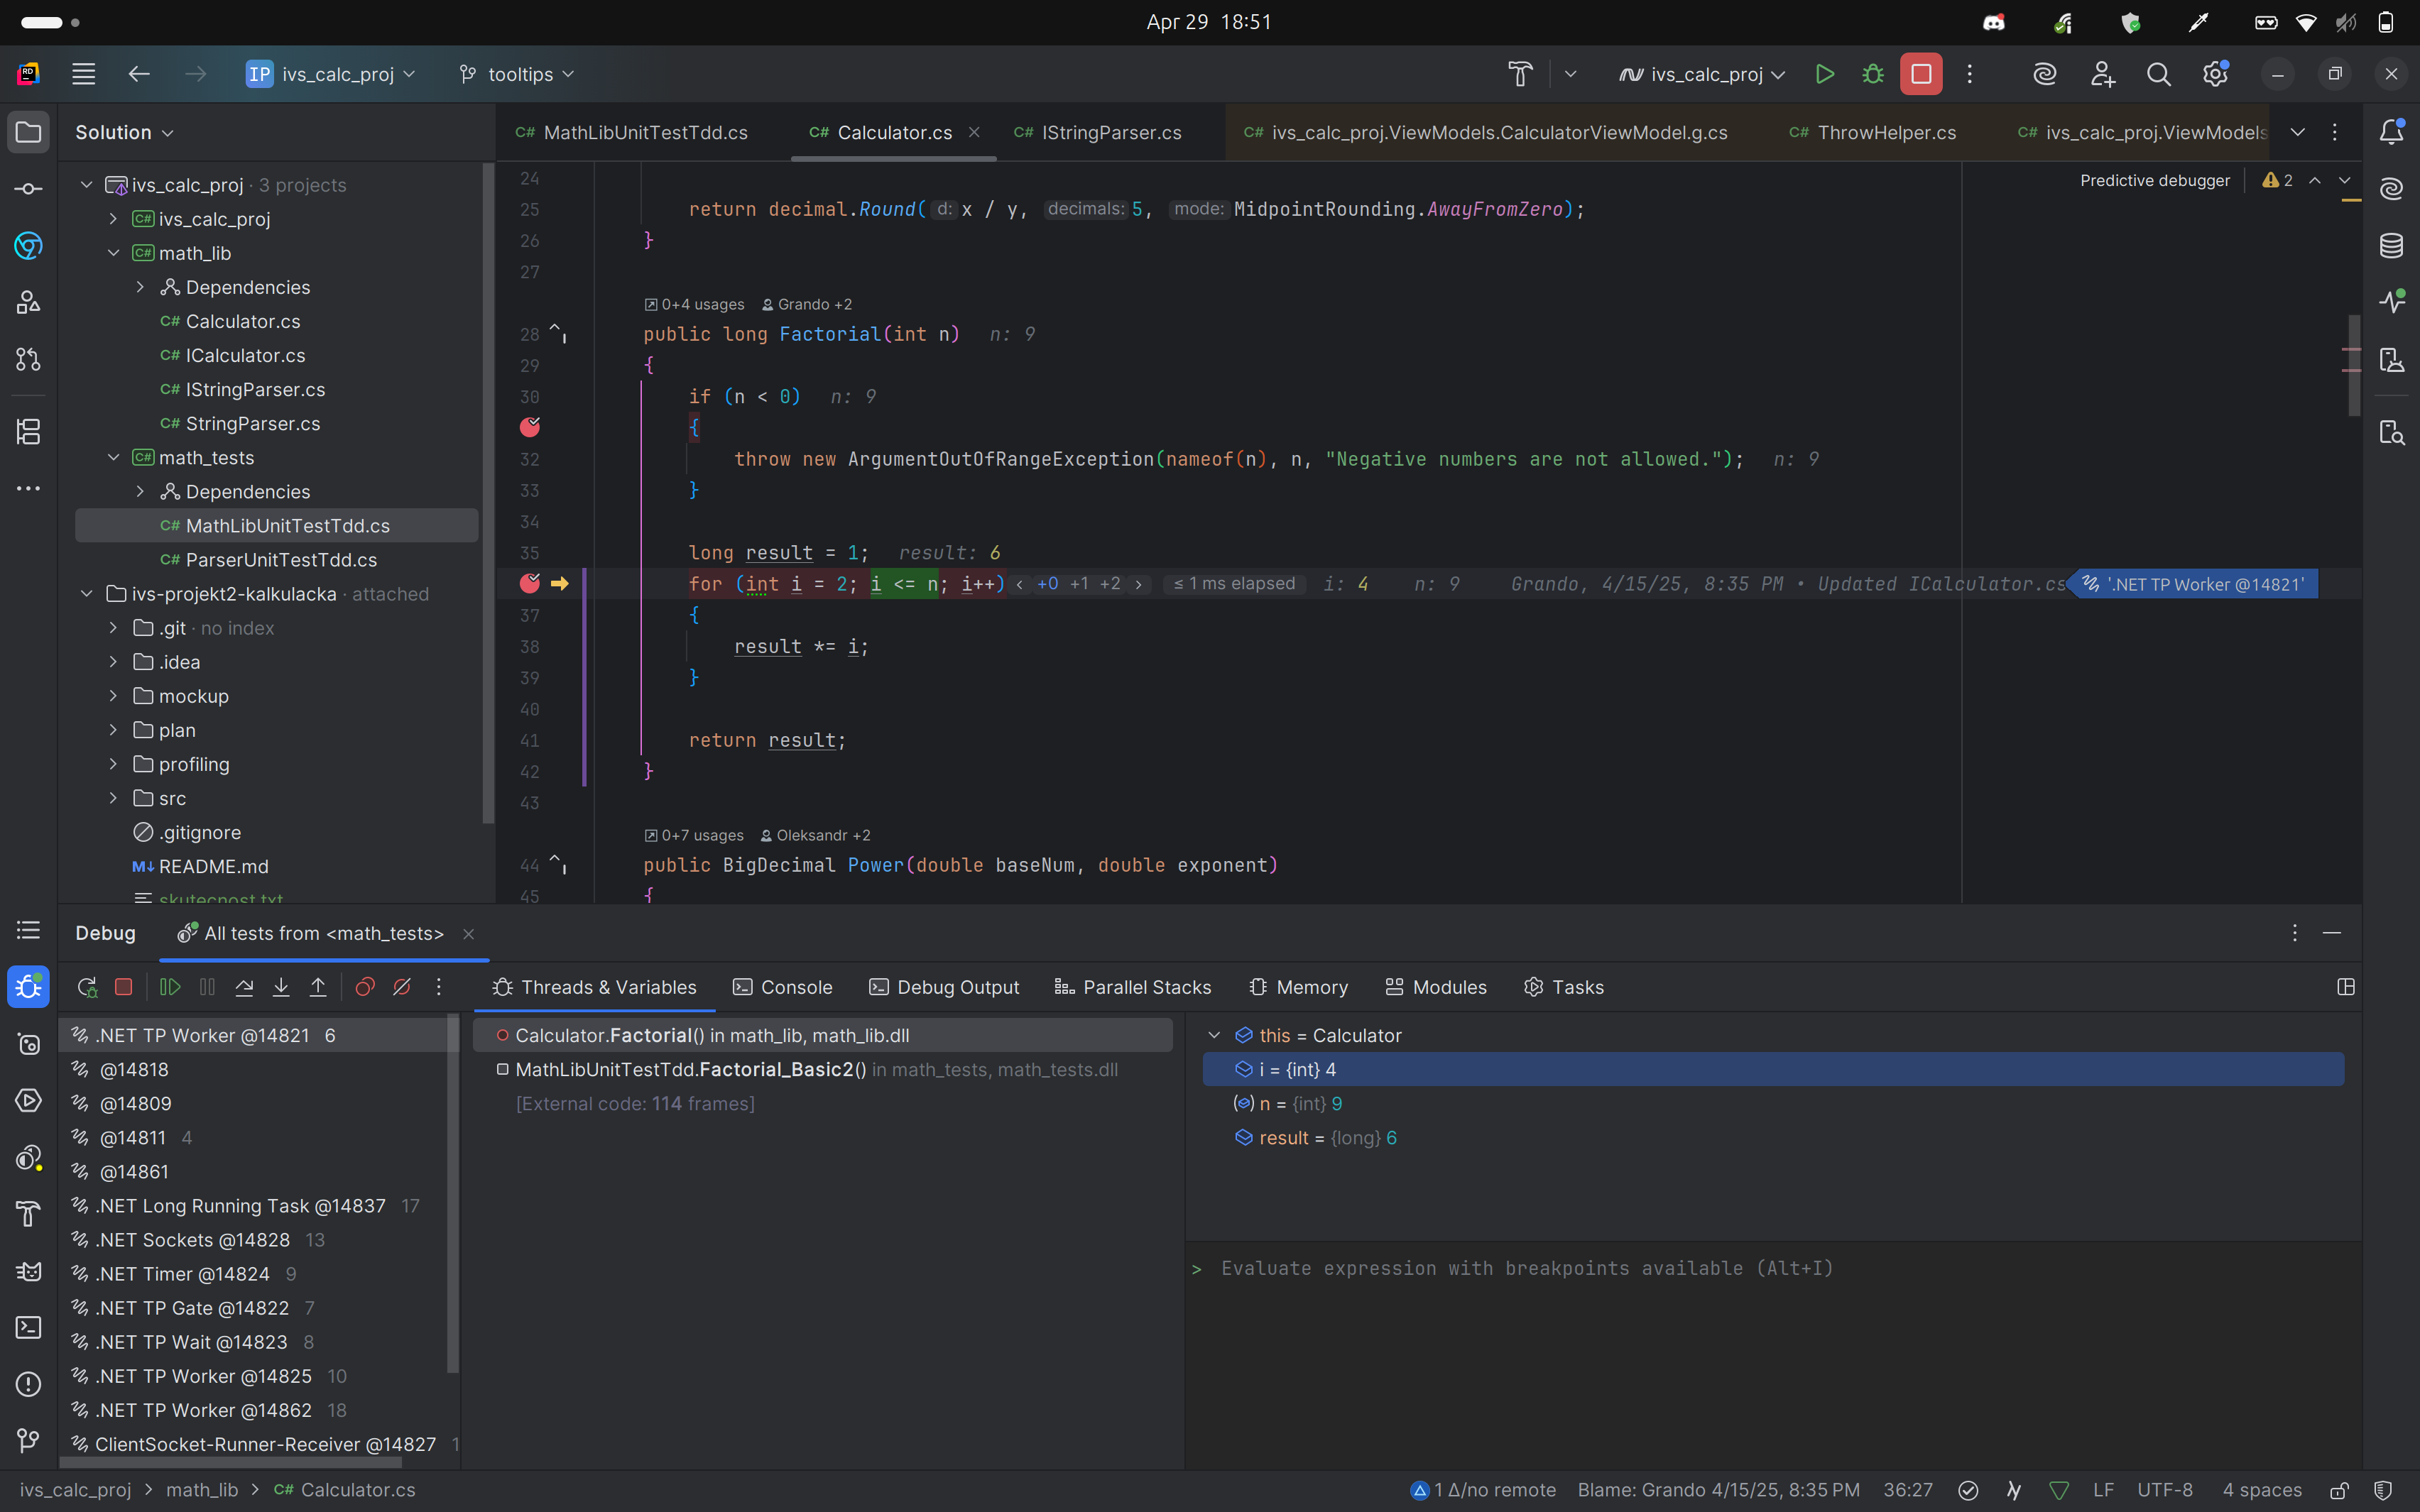 Apr 29 18:51
IP ivs_calc_proj tooltips ivs_calc_proj
Solution
MathLibUnitTestTdd.cs Calculator.cs IStringParser.cs ivs_calc_proj.ViewModels.CalculatorViewModel.g.cs ThrowHelper.cs ivs_calc_proj.ViewModels
ivs_calc_proj · 3 projects
ivs_calc_proj
math_lib
Dependencies
Calculator.cs
ICalculator.cs
IStringParser.cs
StringParser.cs
math_tests
Dependencies
MathLibUnitTestTdd.cs
ParserUnitTestTdd.cs
ivs-projekt2-kalkulacka · attached
.git · no index
.idea
mockup
plan
profiling
src
.gitignore
README.md
skutecnost.txt
Predictive debugger 2
24
25 return decimal.Round( d: x / y, decimals: 5, mode: MidpointRounding.AwayFromZero);
26 }
27
0+4 usages Grando +2
28 public long Factorial(int n) n: 9
29 {
30 if (n < 0) n: 9
{
32 throw new ArgumentOutOfRangeException(nameof(n), n, "Negative numbers are not allowed."); n: 9
33 }
34
35 long result = 1; result: 6
for (int i = 2; i <= n; i++) < +0 +1 +2 > ≤ 1 ms elapsed i: 4 n: 9 Grando, 4/15/25, 8:35 PM • Updated ICalculator.cs '.NET TP Worker @14821'
37 {
38 result *= i;
39 }
40
41 return result;
42 }
43
0+7 usages Oleksandr +2
44 public BigDecimal Power(double baseNum, double exponent)
45 {
Debug All tests from <math_tests>
Threads & Variables Console Debug Output Parallel Stacks Memory Modules Tasks
.NET TP Worker @14821 6
@14818
@14809
@14811 4
@14861
.NET Long Running Task @14837 17
.NET Sockets @14828 13
.NET Timer @14824 9
.NET TP Gate @14822 7
.NET TP Wait @14823 8
.NET TP Worker @14825 10
.NET TP Worker @14862 18
ClientSocket-Runner-Receiver @14827 1
Calculator.Factorial() in math_lib, math_lib.dll
MathLibUnitTestTdd.Factorial_Basic2() in math_tests, math_tests.dll
[External code: 114 frames]
this = Calculator
i = {int} 4
n = {int} 9
result = {long} 6
> Evaluate expression with breakpoints available (Alt+I)
ivs_calc_proj > math_lib > C# Calculator.cs 1 Δ/no remote Blame: Grando 4/15/25, 8:35 PM 36:27 LF UTF-8 4 spaces